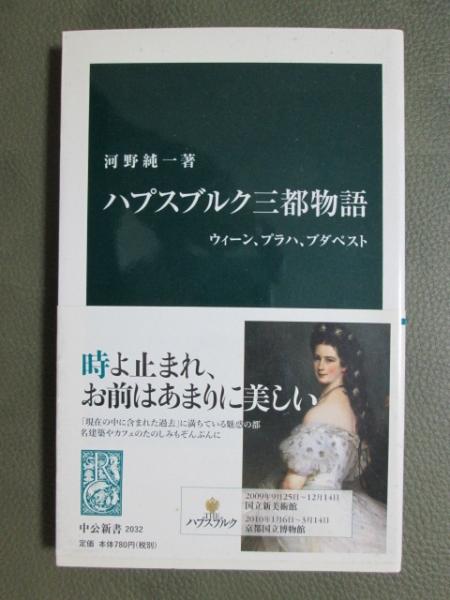 河野純一著
ハプスブルク三都物語
ウィーン、プラハ、ブダペスト
時よ止まれ、
お前はあまりに美しい
「現在の中に含まれた過去」に満ちている魅惑の都
名建築やカフェのたのしみもぞんぶんに
R
C
中公新書 2032
定価 本体780円(税別)
THE
ハプスブルク
2009年9月25日〜12月14日
国立新美術館
2010年1月6日〜3月14日
京都国立博物館